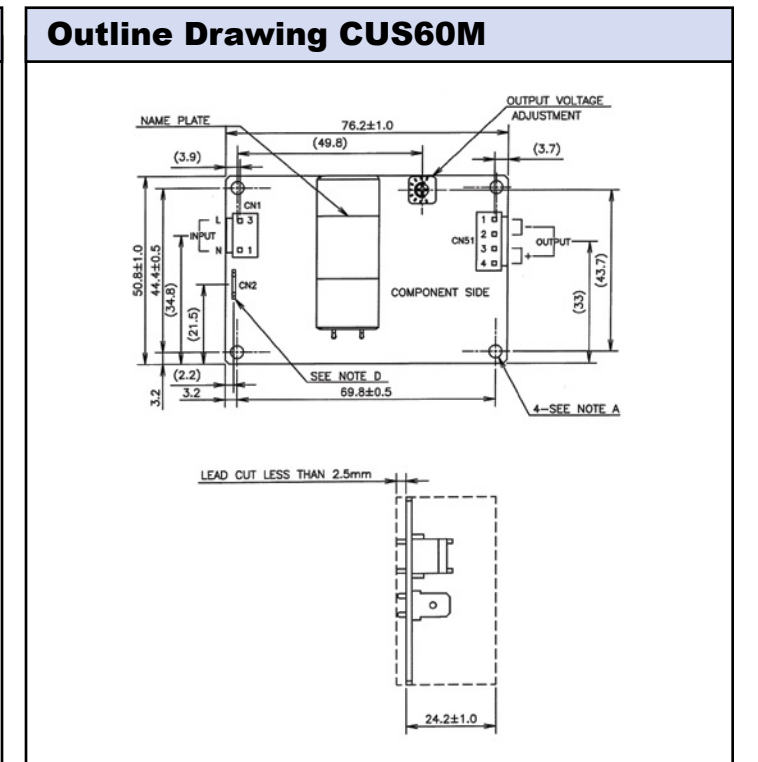 Outline Drawing CUS60M
OUTPUT VOLTAGE
ADJUSTMENT
NAME PLATE
76.2±1.0
(49.8)
(3.9)
(3.7)
CN1
L
3
INPUT
N
1
CN2
50.8±1.0
44.4±0.5
(34.8)
(21.5)
1
2
3
4
CN51
-
+
OUTPUT
COMPONENT SIDE
(33)
(43.7)
(2.2)
3.2
3.2
SEE NOTE D
69.8±0.5
4-SEE NOTE A
LEAD CUT LESS THAN 2.5mm
24.2±1.0